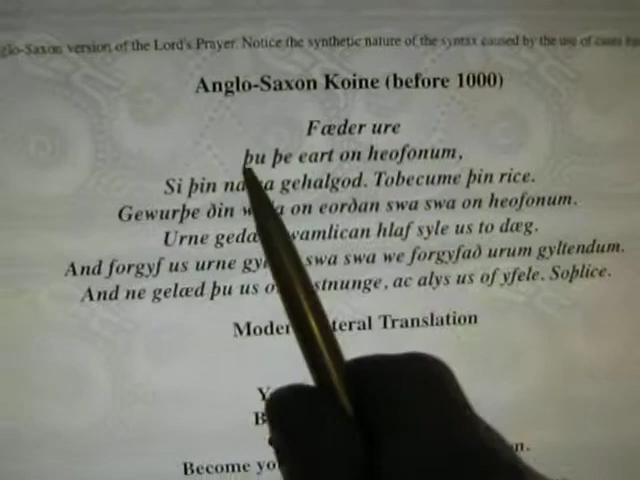 glo-Saxon version of the Lord's Prayer. Notice the synthetic nature of the syntax caused by the use of cases
Anglo-Saxon Koine (before 1000)
Fæder ure
þu þe eart on heofonum,
Si þin gehalgod. Tobecume þin rice.
Gewurþe ðin on eorðan swa swa on heofonum.
Urne hlaf syle us to dæg.
And forgyf us urne swa swa we forgyfað urum gyltendum.
And ne gelæd þu us ac alys us of yfele. Soþlice.
Translation
Become